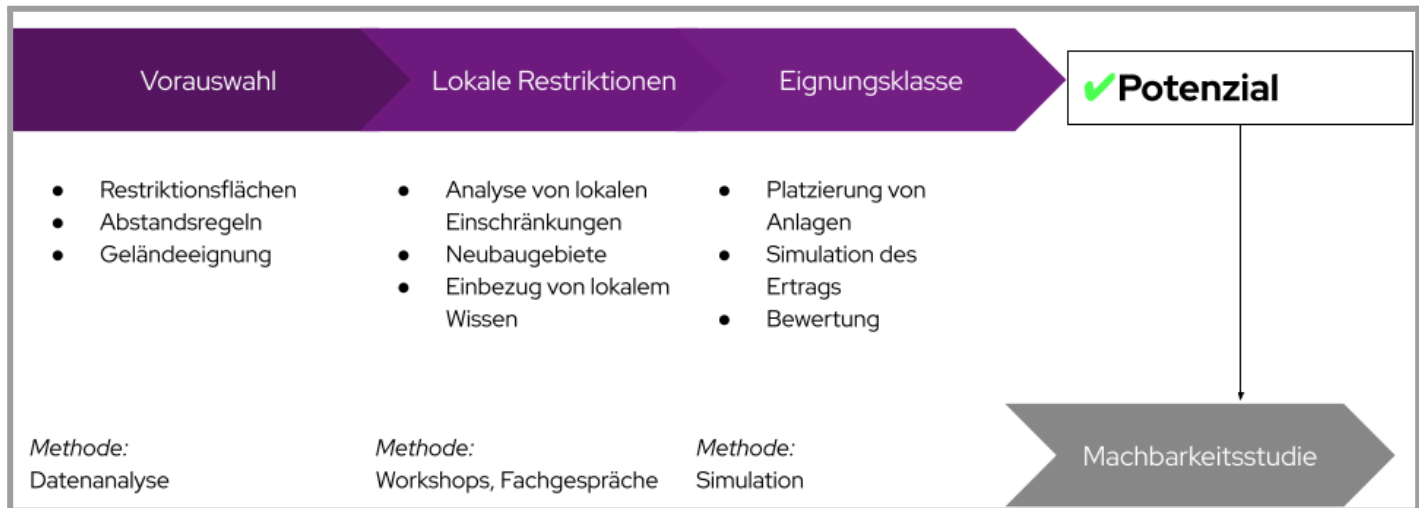 Vorauswahl
Lokale Restriktionen
Eignungsklasse
✔Potenzial
● Restriktionsflächen
● Abstandsregeln
● Geländeeignung
● Analyse von lokalen
Einschränkungen
● Neubaugebiete
● Einbezug von lokalem
Wissen
● Platzierung von
Anlagen
● Simulation des
Ertrags
● Bewertung
Methode:
Datenanalyse
Methode:
Workshops, Fachgespräche
Methode:
Simulation
Machbarkeitsstudie